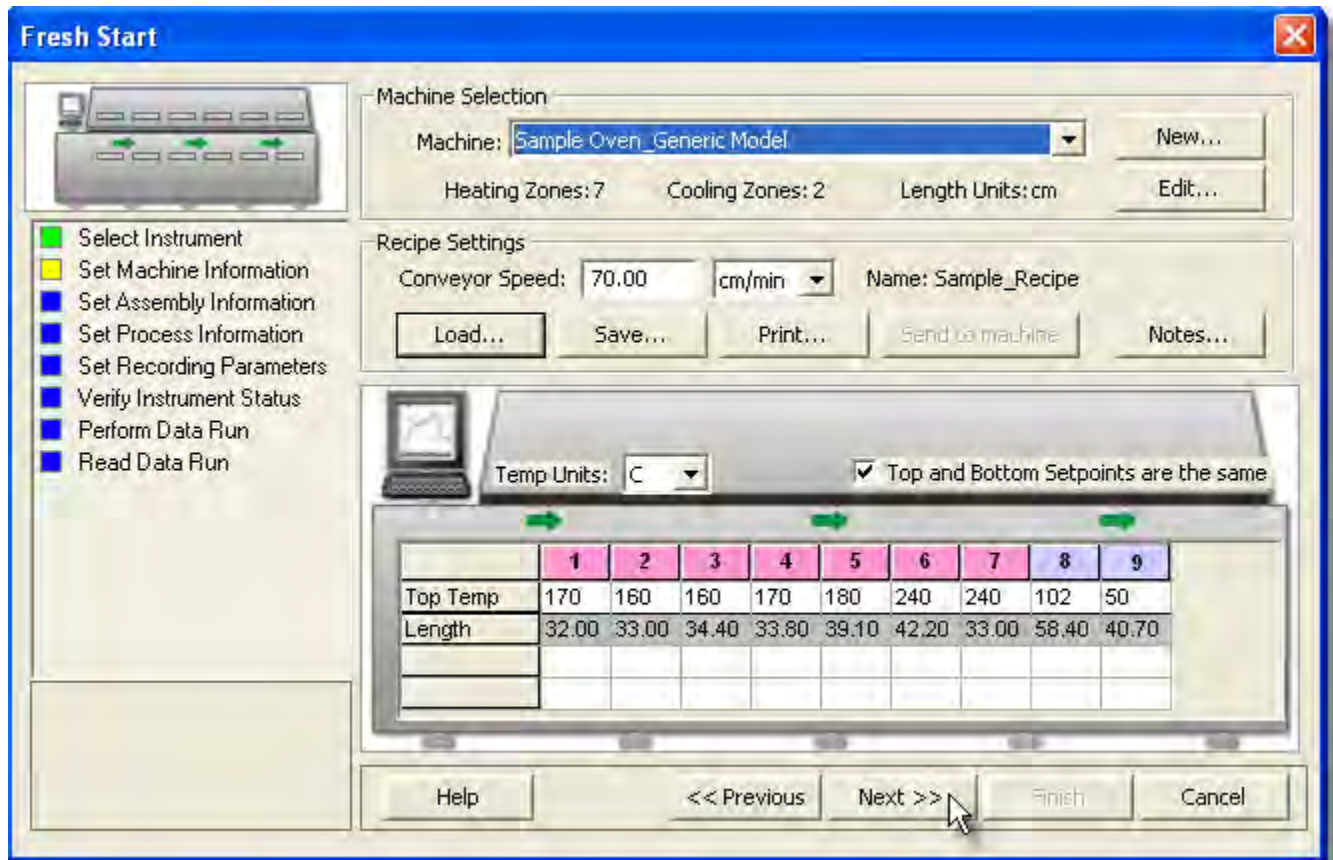 Fresh Start
Machine Selection
Machine: Sample Oven_Generic Model
New...
Heating Zones: 7 Cooling Zones: 2 Length Units: cm
Edit...
Select Instrument
Set Machine Information
Set Assembly Information
Set Process Information
Set Recording Parameters
Verify Instrument Status
Perform Data Run
Read Data Run
Recipe Settings
Conveyor Speed: 70.00 cm/min Name: Sample_Recipe
Load... Save... Print... Send to machine Notes...
Temp Units: C Top and Bottom Setpoints are the same
1 2 3 4 5 6 7 8 9
Top Temp 170 160 160 170 180 240 240 102 50
Length 32.00 33.00 34.40 33.80 39.10 42.20 33.00 58.40 40.70
Help << Previous Next >> Finish Cancel